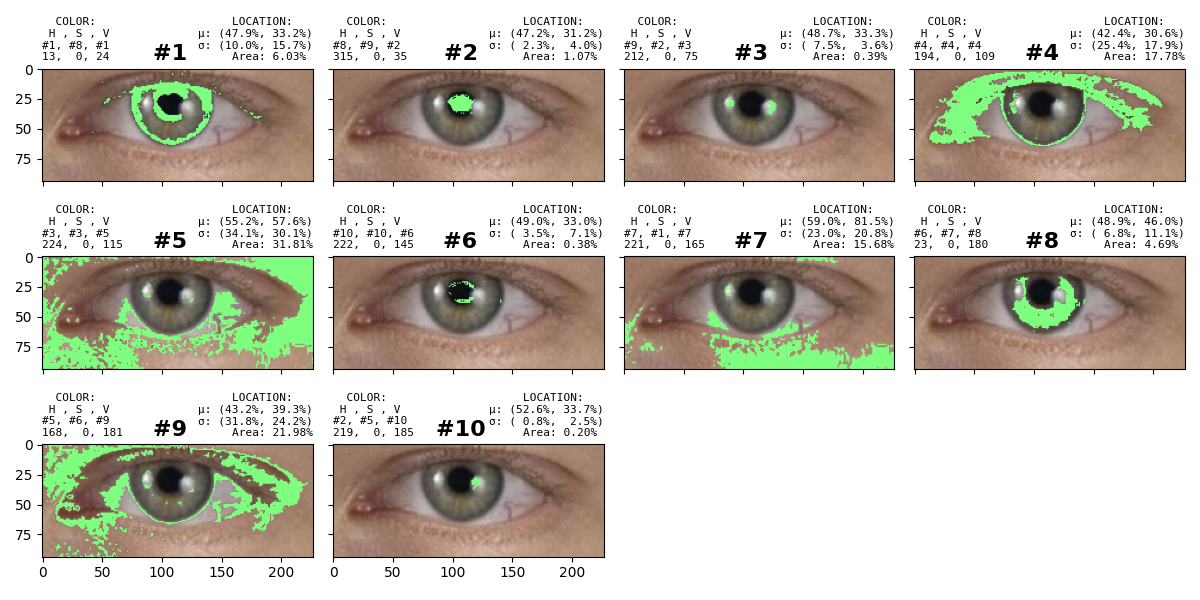 COLOR: LOCATION: COLOR: LOCATION: COLOR: LOCATION: COLOR: LOCATION:
H , S , V μ: (47.9%, 33.2%) H , S , V μ: (47.2%, 31.2%) H , S , V μ: (48.7%, 33.3%) H , S , V μ: (42.4%, 30.6%)
#1, #8, #1 #1 σ: (10.0%, 15.7%) #8, #9, #2 #2 σ: ( 2.3%, 4.0%) #9, #2, #3 #3 σ: ( 7.5%, 3.6%) #4, #4, #4 #4 σ: (25.4%, 17.9%)
13, 0, 24 Area: 6.03% 315, 0, 35 Area: 1.07% 212, 0, 75 Area: 0.39% 194, 0, 109 Area: 17.78%
0
25
50
75
COLOR: LOCATION: COLOR: LOCATION: COLOR: LOCATION: COLOR: LOCATION:
H , S , V μ: (55.2%, 57.6%) H , S , V μ: (49.0%, 33.0%) H , S , V μ: (59.0%, 81.5%) H , S , V μ: (48.9%, 46.0%)
#3, #3, #5 #5 σ: (34.1%, 30.1%) #10, #10, #6 #6 σ: ( 3.5%, 7.1%) #7, #1, #7 #7 σ: (23.0%, 20.8%) #6, #7, #8 #8 σ: ( 6.8%, 11.1%)
224, 0, 115 Area: 31.81% 222, 0, 145 Area: 0.38% 221, 0, 165 Area: 15.68% 23, 0, 180 Area: 4.69%
0
25
50
75
COLOR: LOCATION: COLOR: LOCATION:
H , S , V μ: (43.2%, 39.3%) H , S , V μ: (52.6%, 33.7%)
#5, #6, #9 #9 σ: (31.8%, 24.2%) #2, #5, #10 #10 σ: ( 0.8%, 2.5%)
168, 0, 181 Area: 21.98% 219, 0, 185 Area: 0.20%
0
25
50
75
0 50 100 150 200 0 50 100 150 200